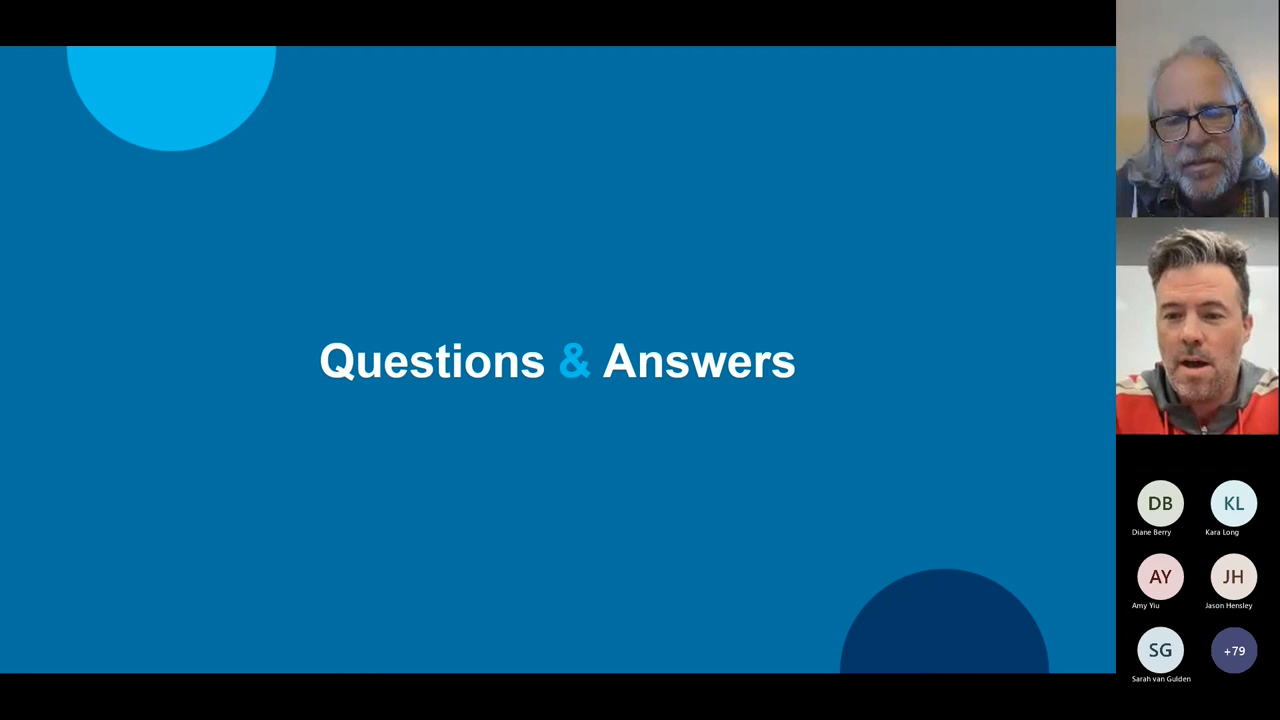 Questions & Answers
DB
KL
Diane Berry
Kara Long
AY
JH
Amy Yiu
Jason Hensley
SG
+79
Sarah van Gulden